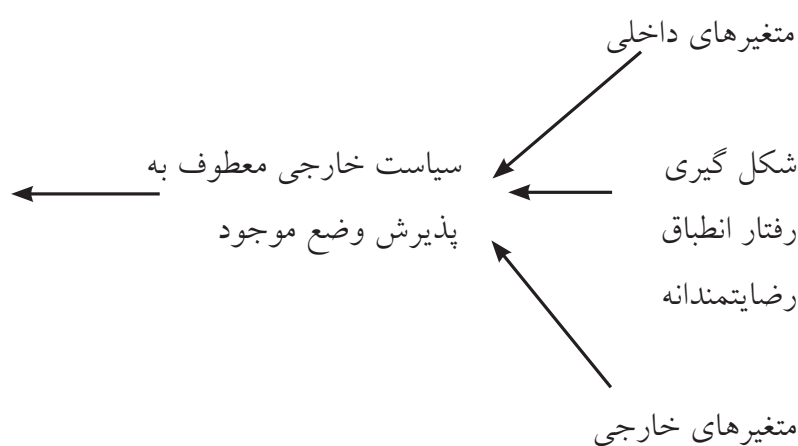 متغیرهای داخلی
شکل گیری
رفتار انطباق
رضایتمندانه
سیاست خارجی معطوف به
پذیرش وضع موجود
متغیرهای خارجی